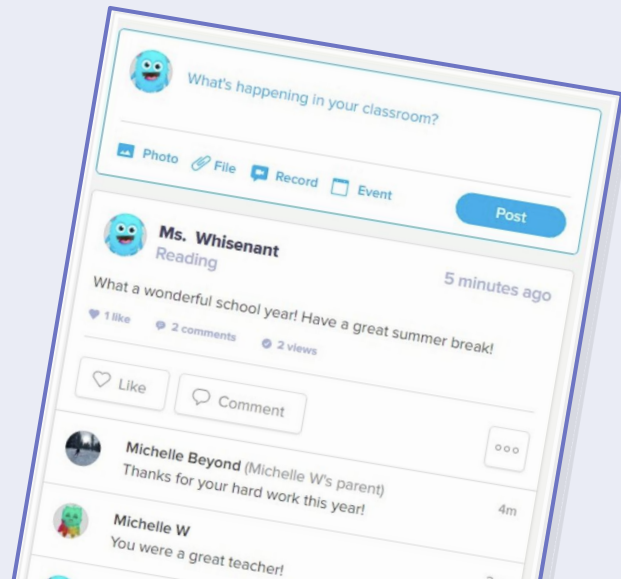 What's happening in your classroom?
Photo File Record Event
Post
Ms. Whisenant
Reading
5 minutes ago
What a wonderful school year! Have a great summer break!
1 like 2 comments 2 views
Like Comment
Michelle Beyond (Michelle W's parent)
4m
Thanks for your hard work this year!
Michelle W
You were a great teacher!